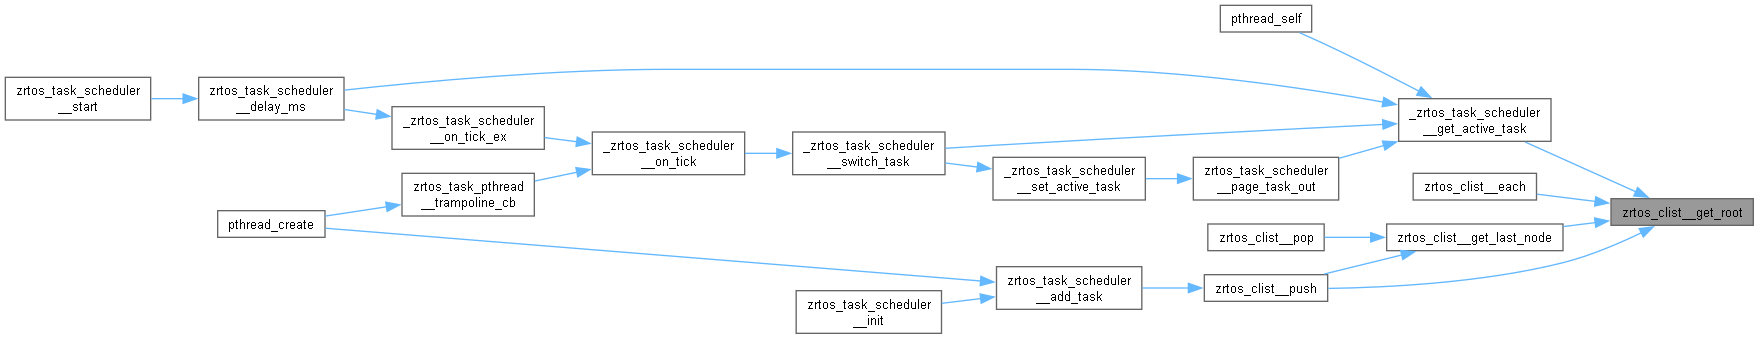 pthread_self
zrtos_task_scheduler
__start
zrtos_task_scheduler
__delay_ms
_zrtos_task_scheduler
__on_tick_ex
_zrtos_task_scheduler
__on_tick
_zrtos_task_scheduler
__switch_task
_zrtos_task_scheduler
__get_active_task
_zrtos_task_scheduler
__set_active_task
zrtos_task_scheduler
__page_task_out
zrtos_task_pthread
__trampoline_cb
zrtos_clist__each
zrtos_clist__get_root
pthread_create
zrtos_clist__pop
zrtos_clist__get_last_node
zrtos_task_scheduler
__add_task
zrtos_clist__push
zrtos_task_scheduler
__init